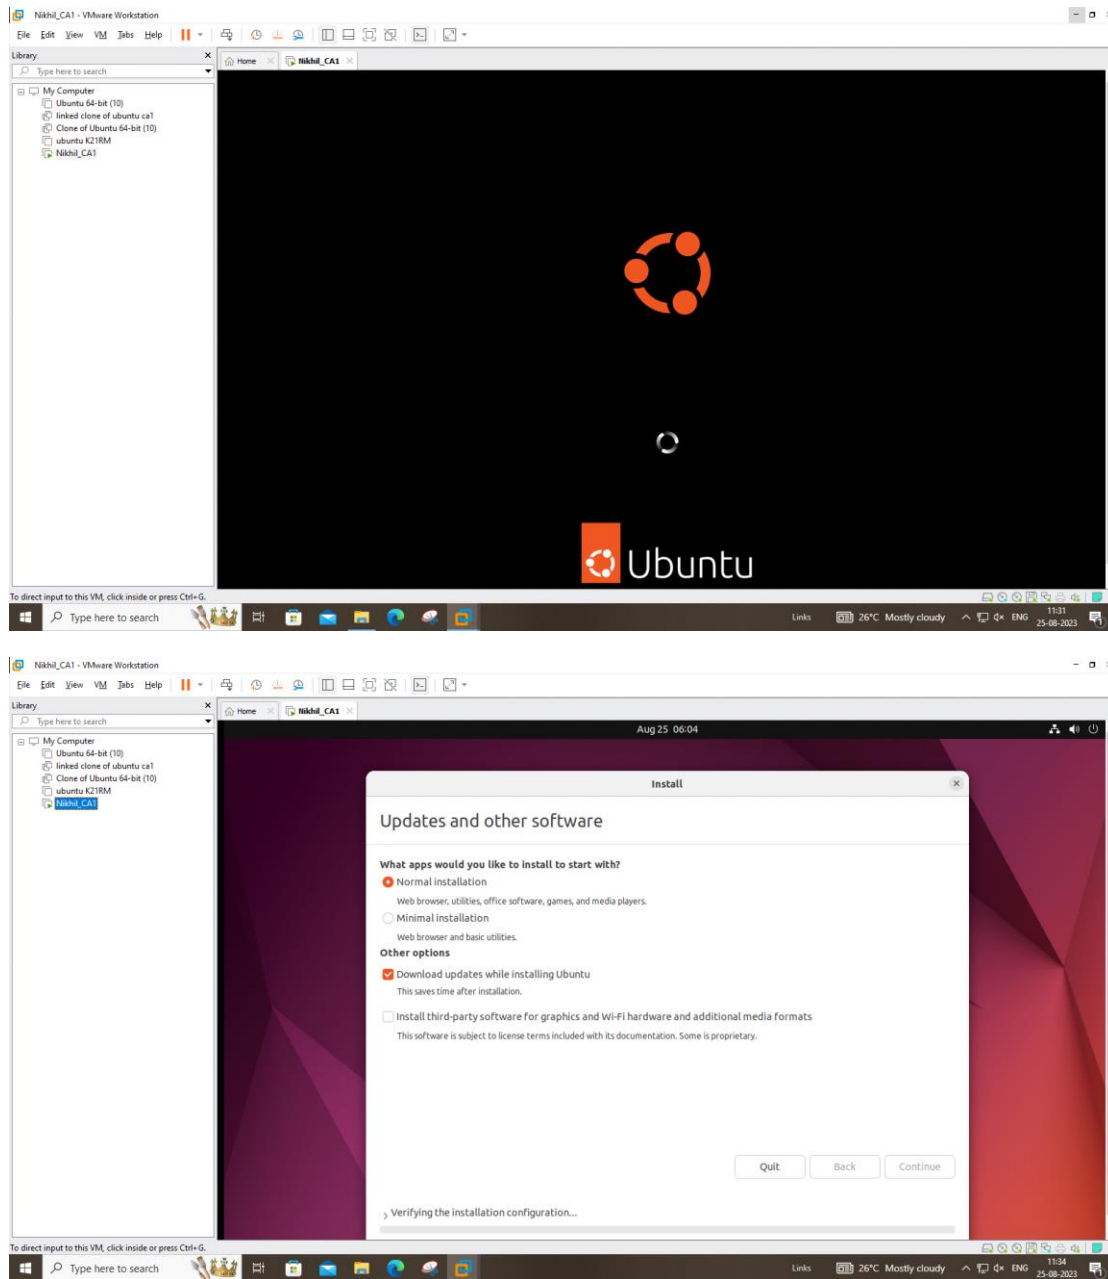 Nikhil_CA1 - VMware Workstation
File Edit View VM Tabs Help
Library
Home
Nikhil_CA1
Type here to search
My Computer
Ubuntu 64-bit (10)
linked clone of ubuntu ca1
Clone of Ubuntu 64-bit (10)
ubuntu K21RM
Nikhil_CA1
Ubuntu
To direct input to this VM, click inside or press Ctrl+G.
Type here to search
Links
26°C Mostly cloudy
ENG
11:31
25-08-2023
Nikhil_CA1 - VMware Workstation
File Edit View VM Tabs Help
Library
Home
Nikhil_CA1
Type here to search
My Computer
Ubuntu 64-bit (10)
linked clone of ubuntu ca1
Clone of Ubuntu 64-bit (10)
ubuntu K21RM
Nikhil_CA1
Aug 25 06:04
Install
Updates and other software
What apps would you like to install to start with?
Normal installation
Web browser, utilities, office software, games, and media players.
Minimal installation
Web browser and basic utilities.
Other options
Download updates while installing Ubuntu
This saves time after installation.
Install third-party software for graphics and Wi-Fi hardware and additional media formats
This software is subject to license terms included with its documentation. Some is proprietary.
Quit
Back
Continue
Verifying the installation configuration...
To direct input to this VM, click inside or press Ctrl+G.
Type here to search
Links
26°C Mostly cloudy
ENG
11:34
25-08-2023